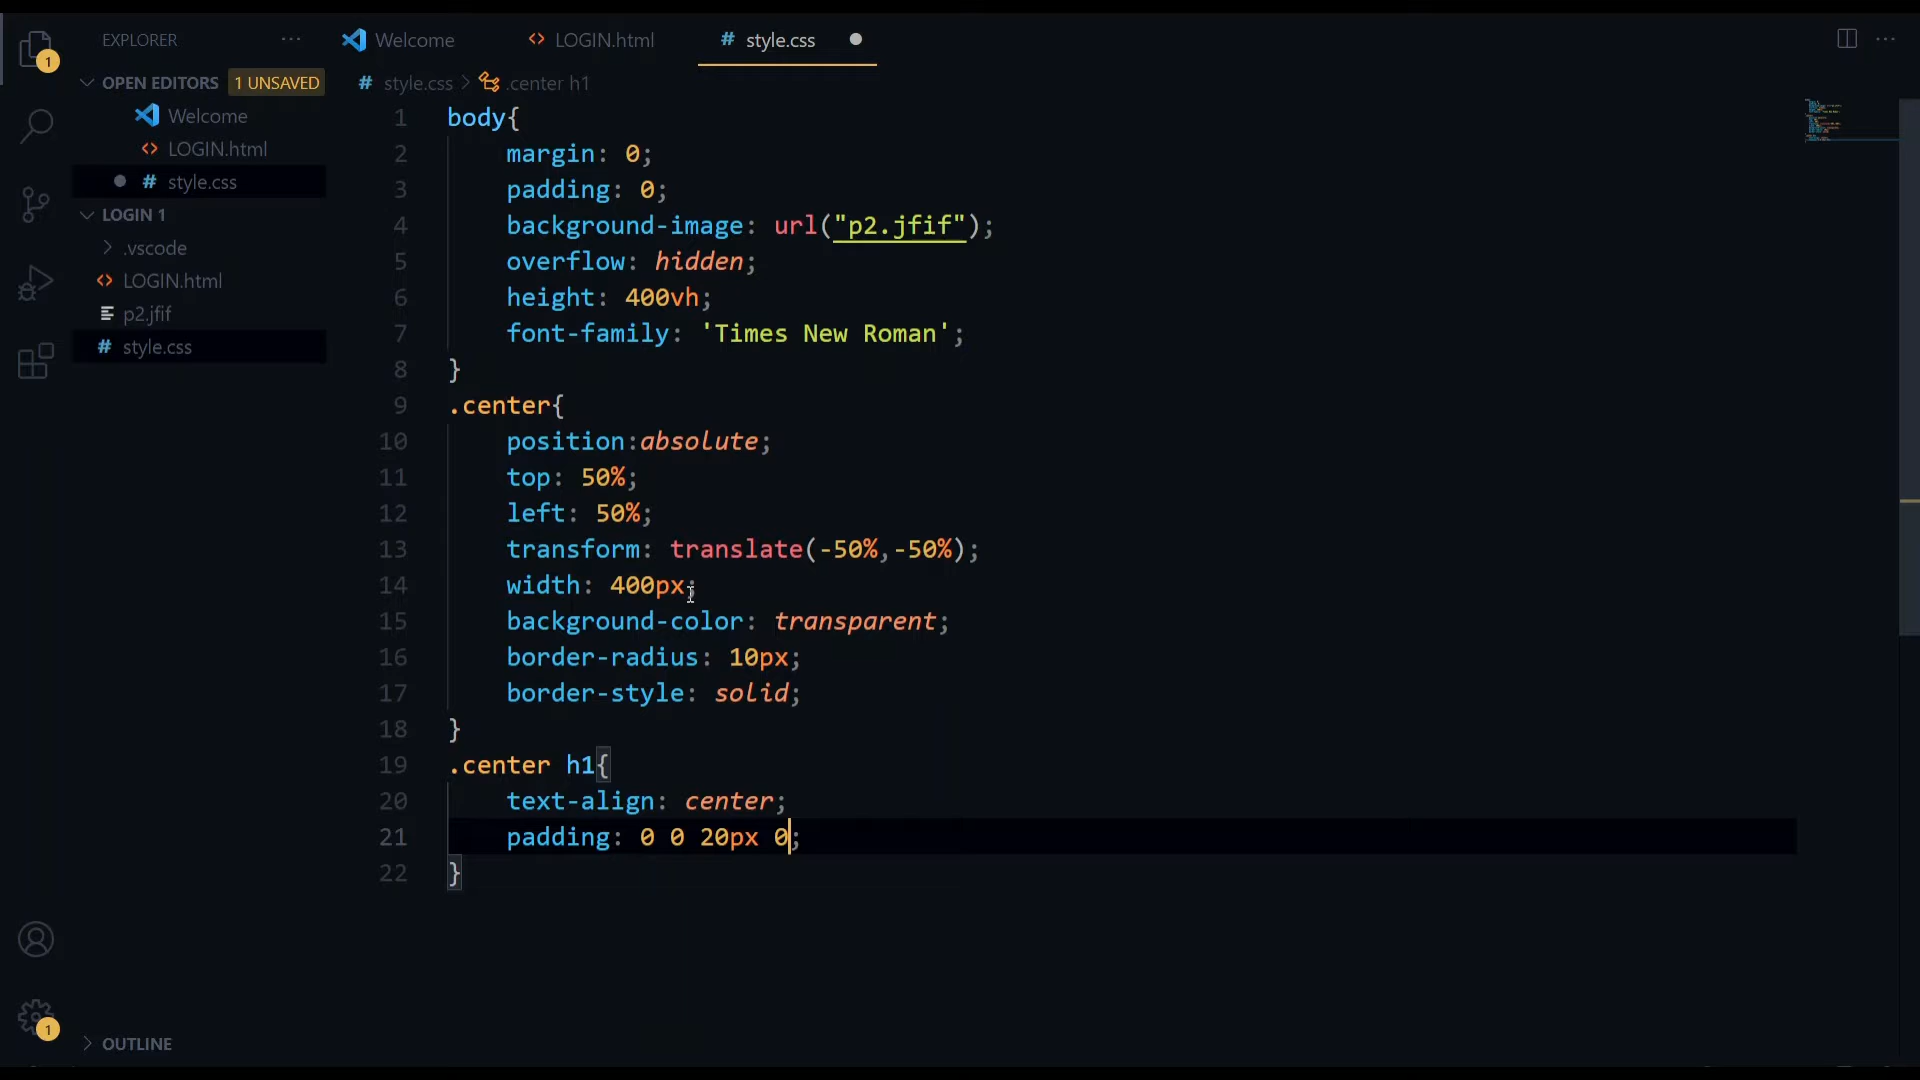 EXPLORER ···
Welcome
<> LOGIN.html
# style.css ●
···
1
OPEN EDITORS 1 UNSAVED
# style.css > .center h1
Welcome
<> LOGIN.html
● # style.css
LOGIN 1
> .vscode
<> LOGIN.html
p2.jfif
# style.css
1 body{
2 margin: 0;
3 padding: 0;
4 background-image: url("p2.jfif");
5 overflow: hidden;
6 height: 400vh;
7 font-family: 'Times New Roman';
8 }
9 .center{
10 position:absolute;
11 top: 50%;
12 left: 50%;
13 transform: translate(-50%,-50%);
14 width: 400px;
15 background-color: transparent;
16 border-radius: 10px;
17 border-style: solid;
18 }
19 .center h1{
20 text-align: center;
21 padding: 0 0 20px 0;
22 }
1
> OUTLINE